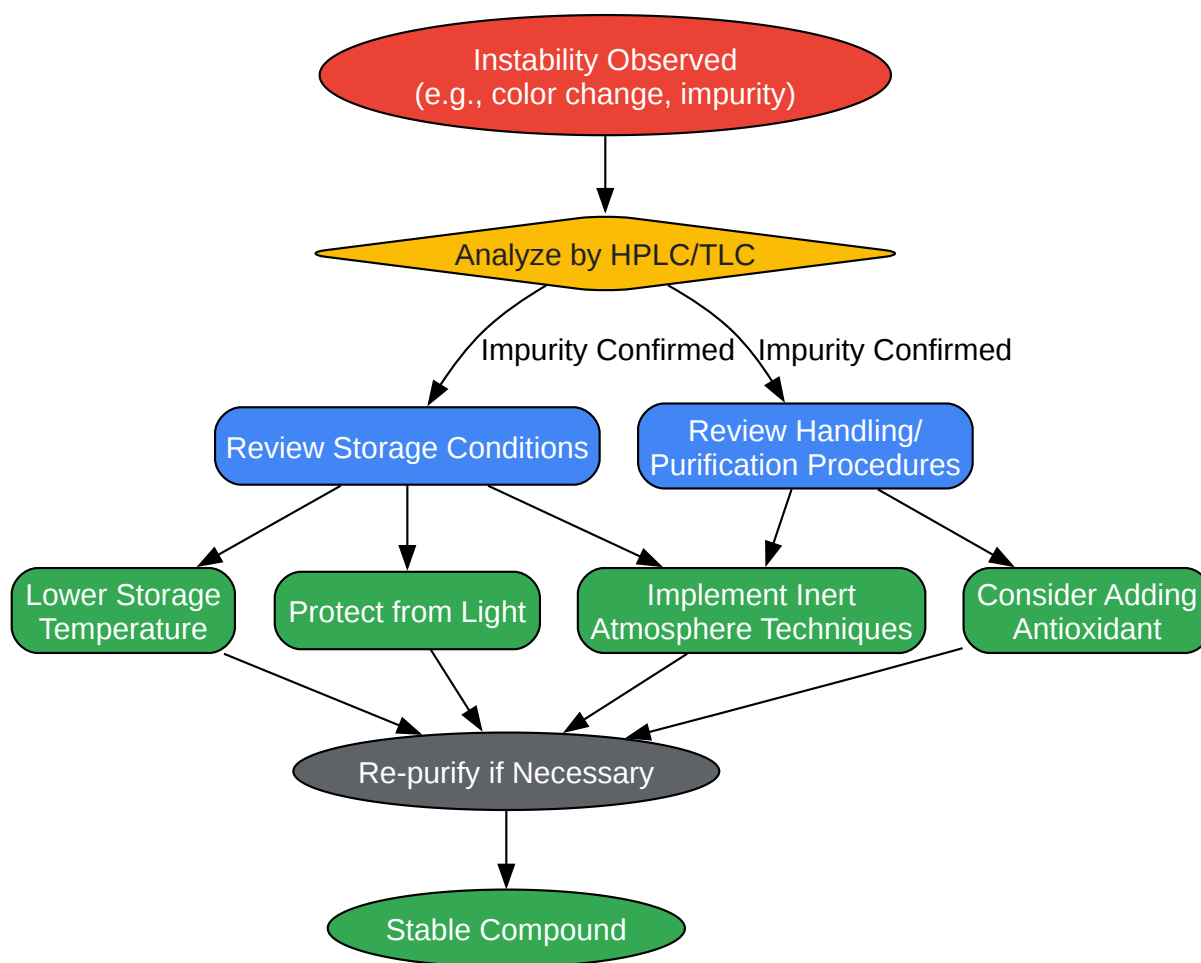 Instability Observed
(e.g., color change, impurity)
Analyze by HPLC/TLC
Impurity Confirmed
Impurity Confirmed
Review Storage Conditions
Review Handling/
Purification Procedures
Lower Storage
Temperature
Protect from Light
Implement Inert
Atmosphere Techniques
Consider Adding
Antioxidant
Re-purify if Necessary
Stable Compound